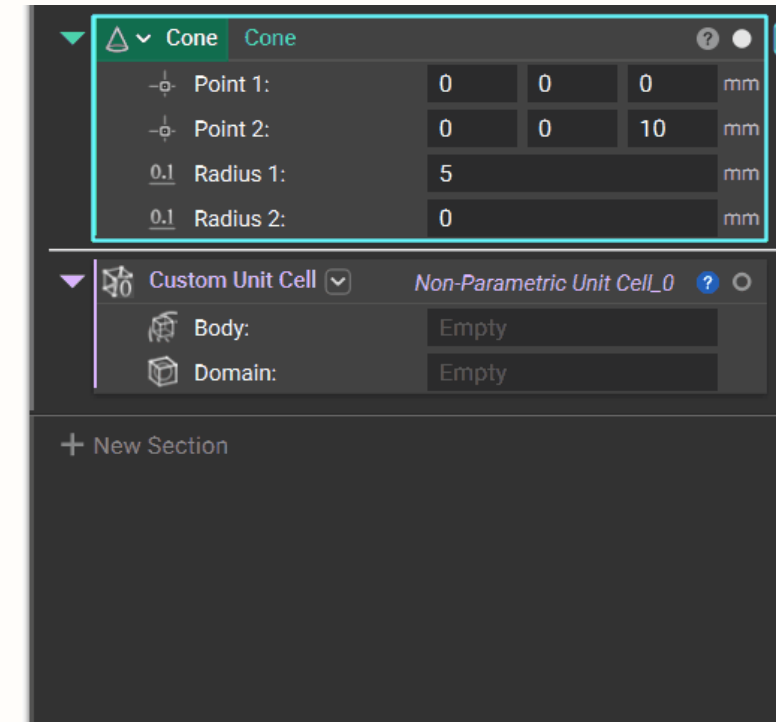 Cone Cone ?
Point 1: 0 0 0 mm
Point 2: 0 0 10 mm
0.1 Radius 1: 5 mm
0.1 Radius 2: 0 mm
0 Custom Unit Cell Non-Parametric Unit Cell_0 ?
Body: Empty
Domain: Empty
+ New Section